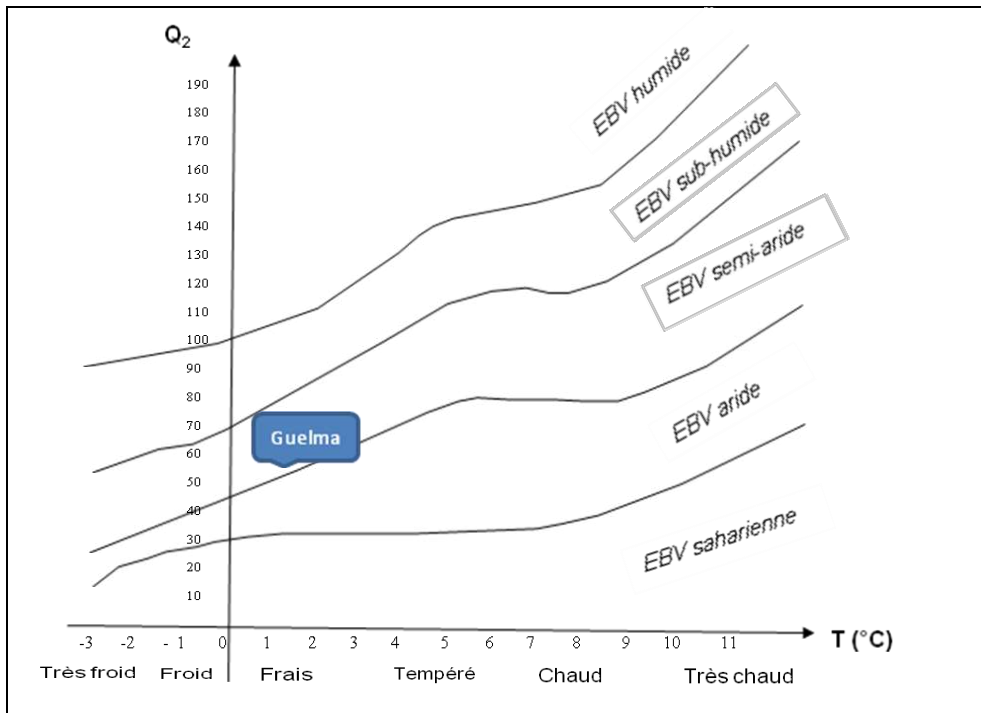 Q2
190
180
170
160
150
140
130
120
110
100
90
80
70
60
50
40
30
20
10
EBV humide
EBV sub-humide
EBV semi-aride
EBV aride
EBV saharienne
Guelma
-3 -2 - 1 0 1 2 3 4 5 6 7 8 9 10 11 T (°C)
Très froid Froid Frais Tempéré Chaud Très chaud